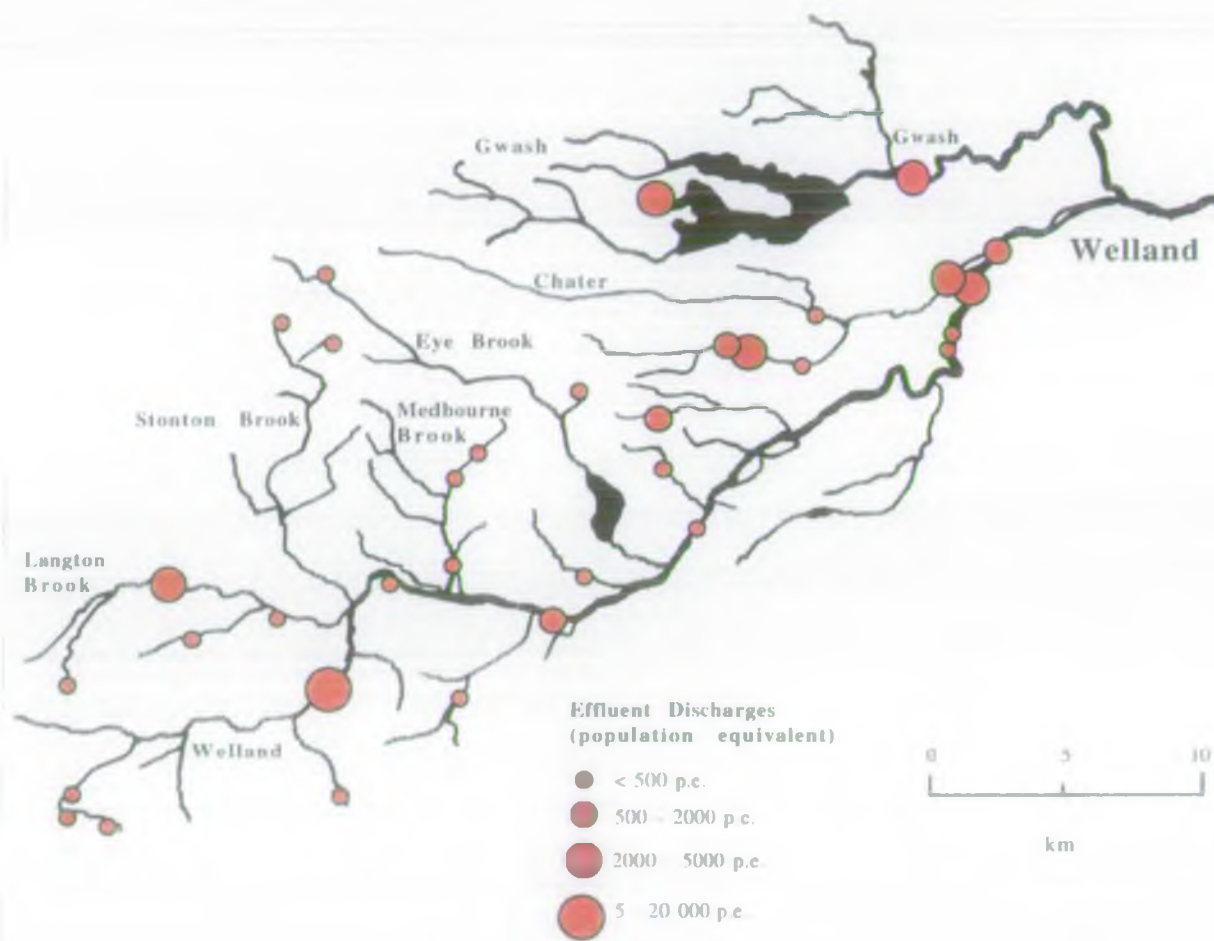 Gwash
Gwash
Welland
Chater
Eye Brook
Stonton Brook
Medbourne
Brook
Langton
Brook
Welland
Effluent Discharges
(population equivalent)
< 500 p.e.
500 - 2000 p.e.
2000 5000 p.e.
5 20 000 p.e.
0 5 10
km